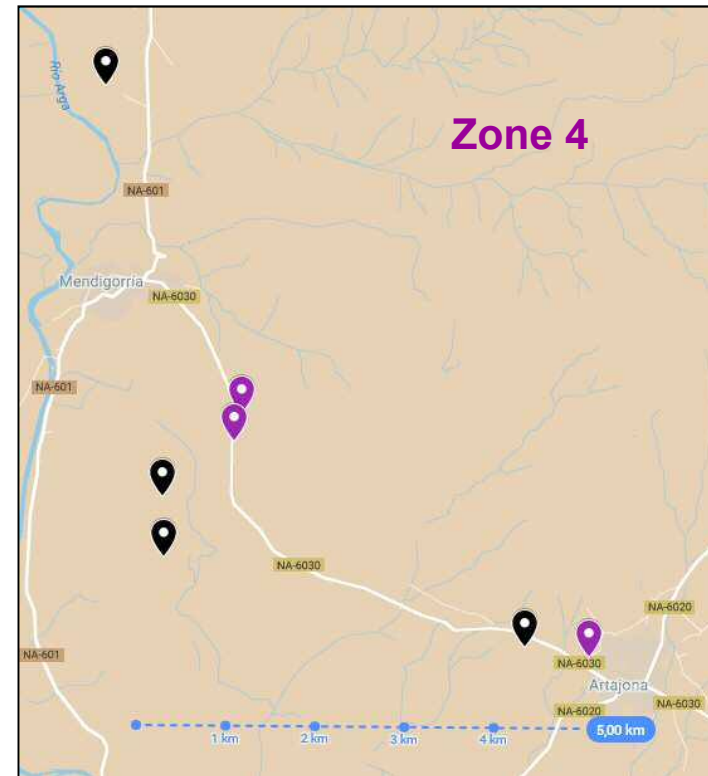 Río Arga
Zone 4
NA-601
Mendigorría
NA-6030
NA-601
NA-6030
NA-6020
NA-601
NA-6030
Artajona
NA-6030
NA-6020
1 km
2 km
3 km
4 km
5,00 km